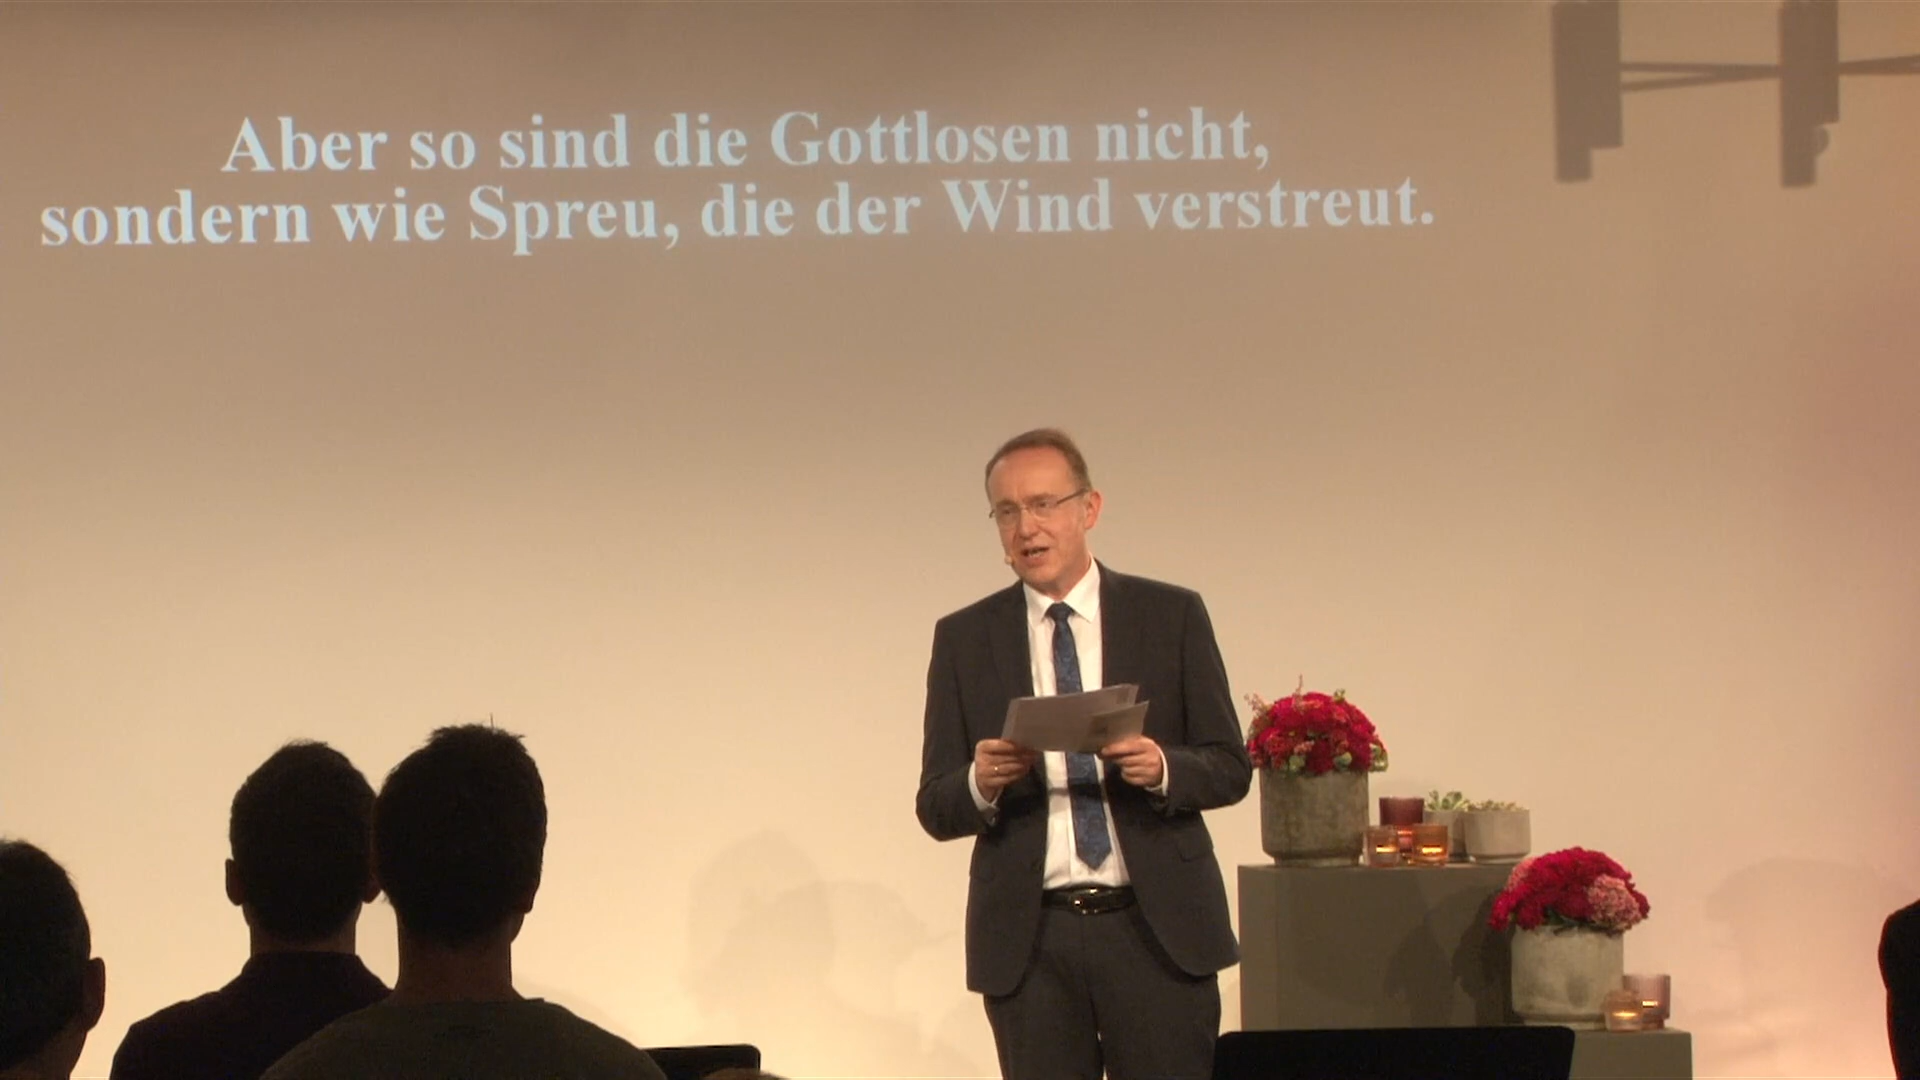 Aber so sind die Gottlosen nicht,
sondern wie Spreu, die der Wind verstreut.